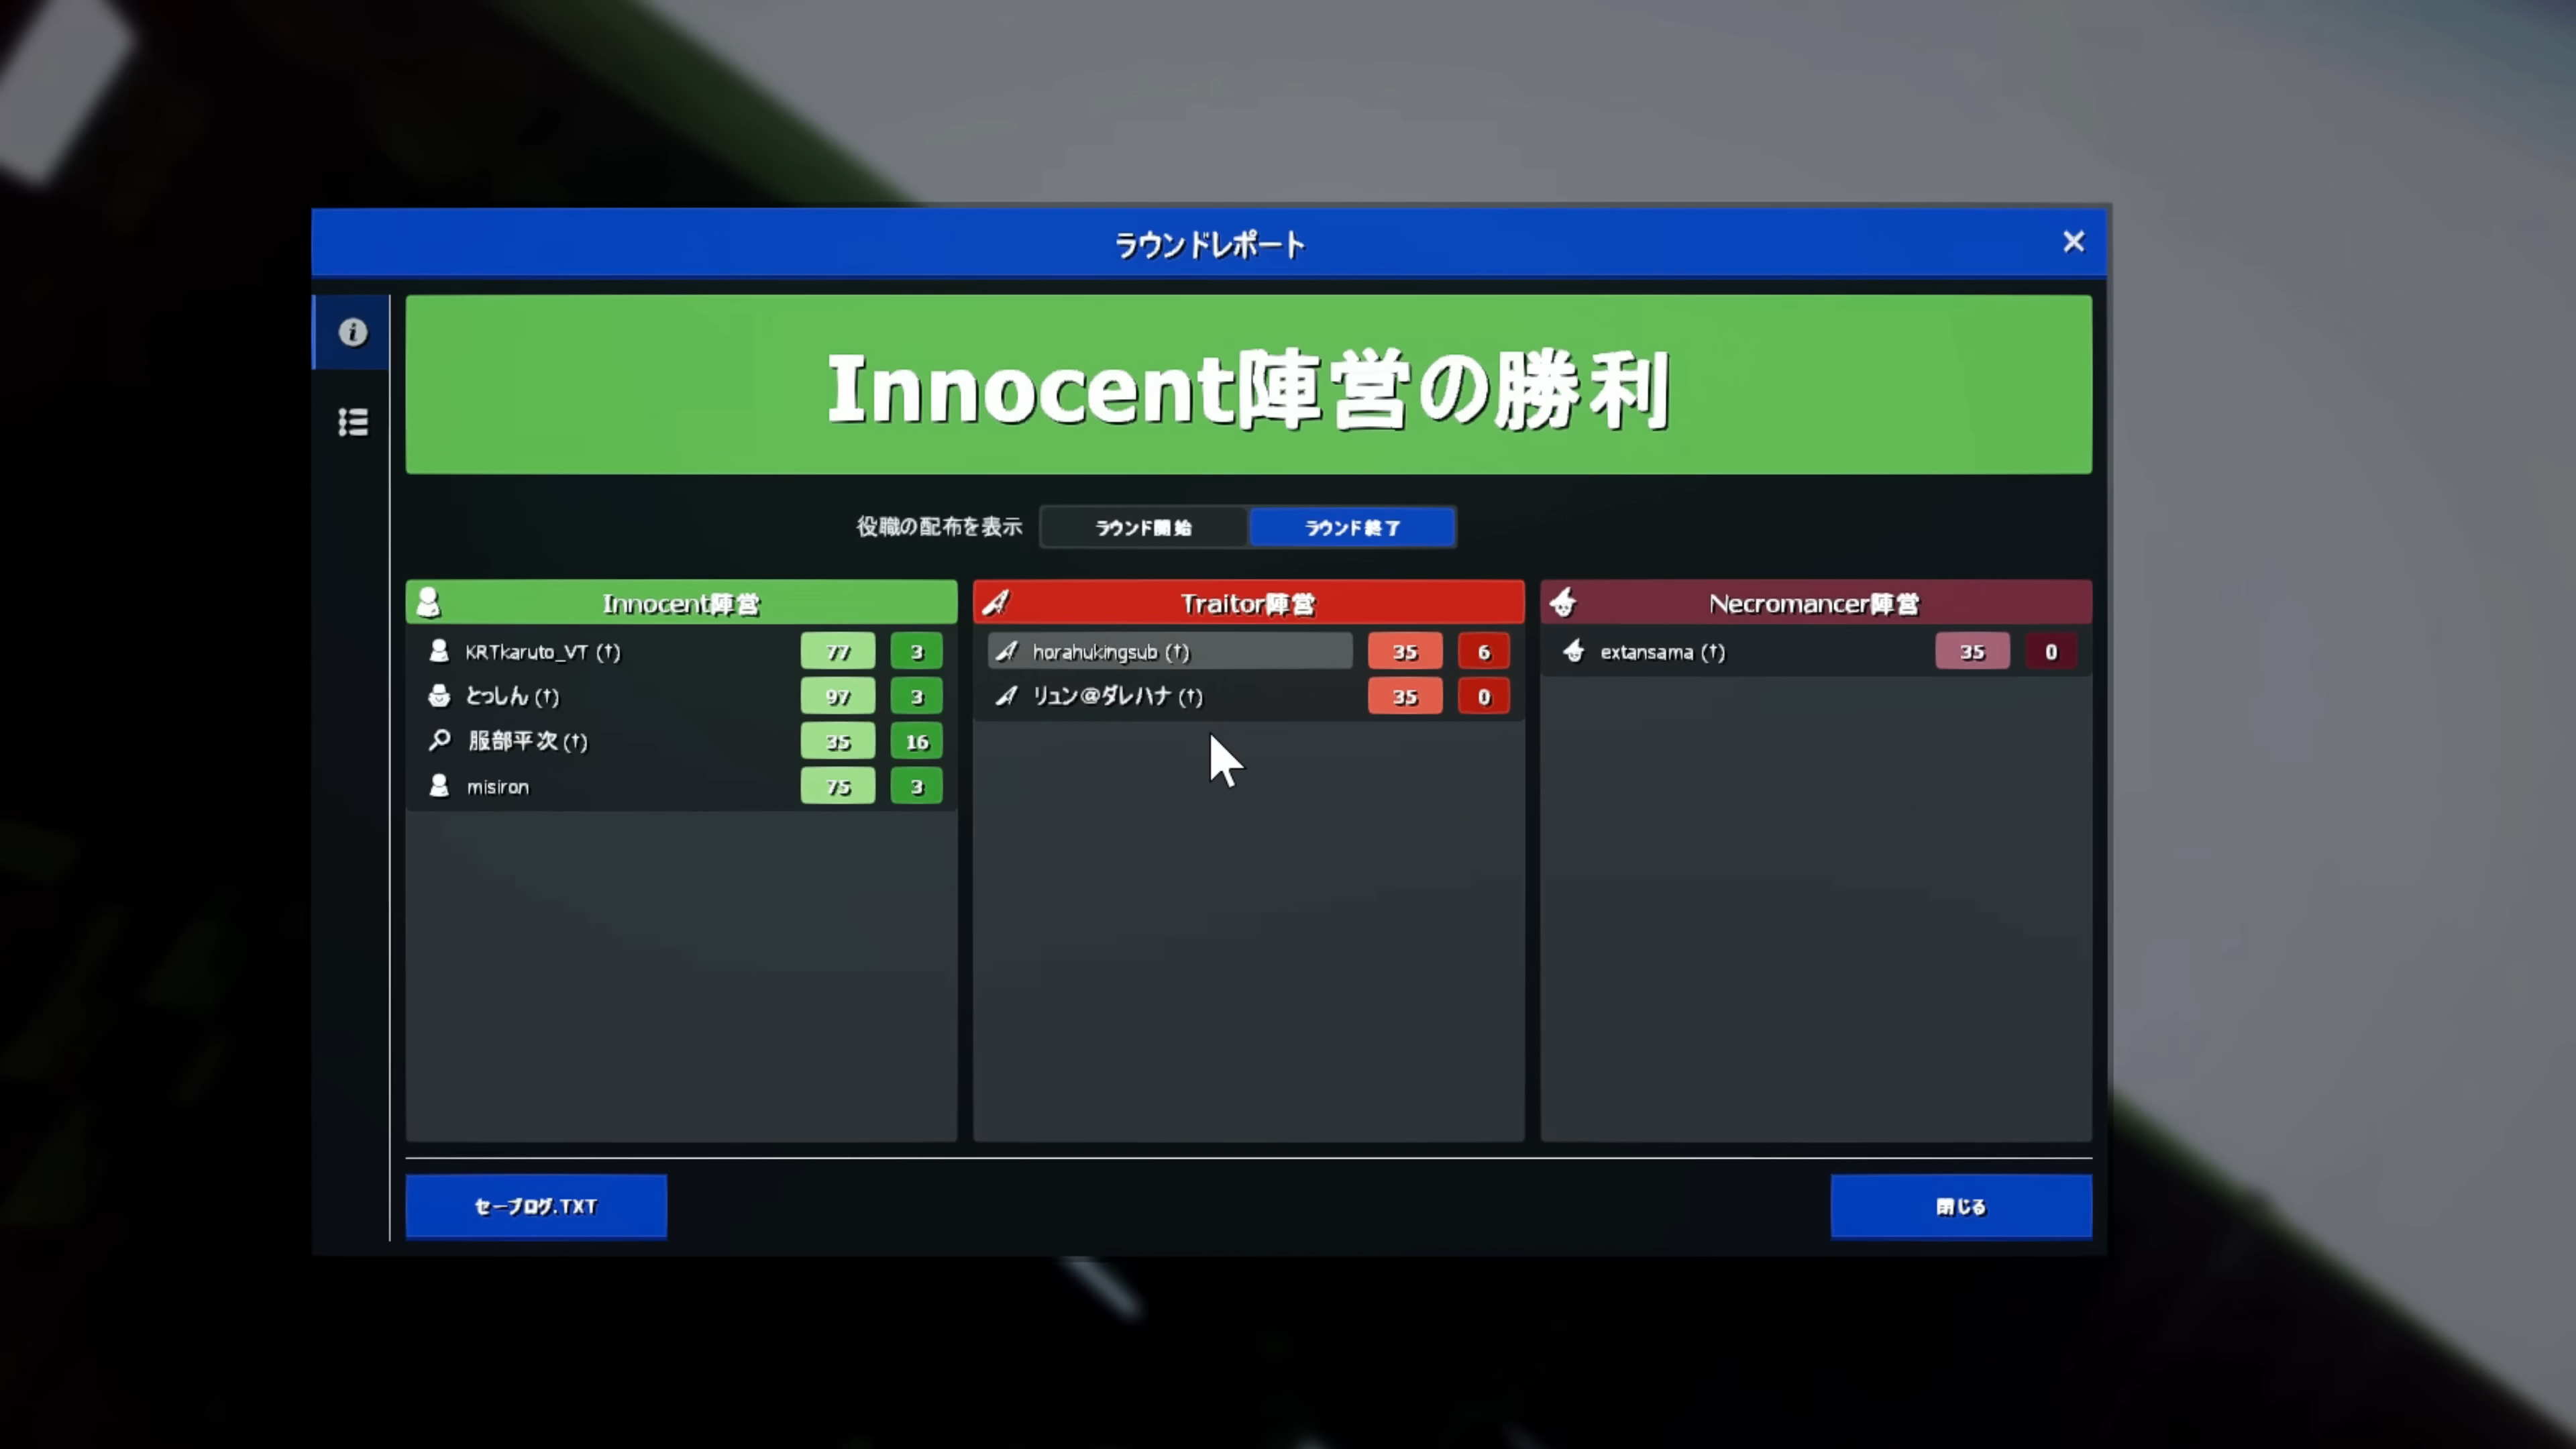 ラウンドレポート
Innocent陣営の勝利
役職の配布を表示 ラウンド開始 ラウンド終了
Innocent陣営
KRTkaruto_VT (†) 77 3
とっしん (†) 97 3
服部平次 (†) 35 16
misiron 75 3
Traitor陣営
horahukingsub (†) 35 6
リュン@ダレハナ (†) 35 0
Necromancer陣営
extansama (†) 35 0
セーブログ.TXT
閉じる